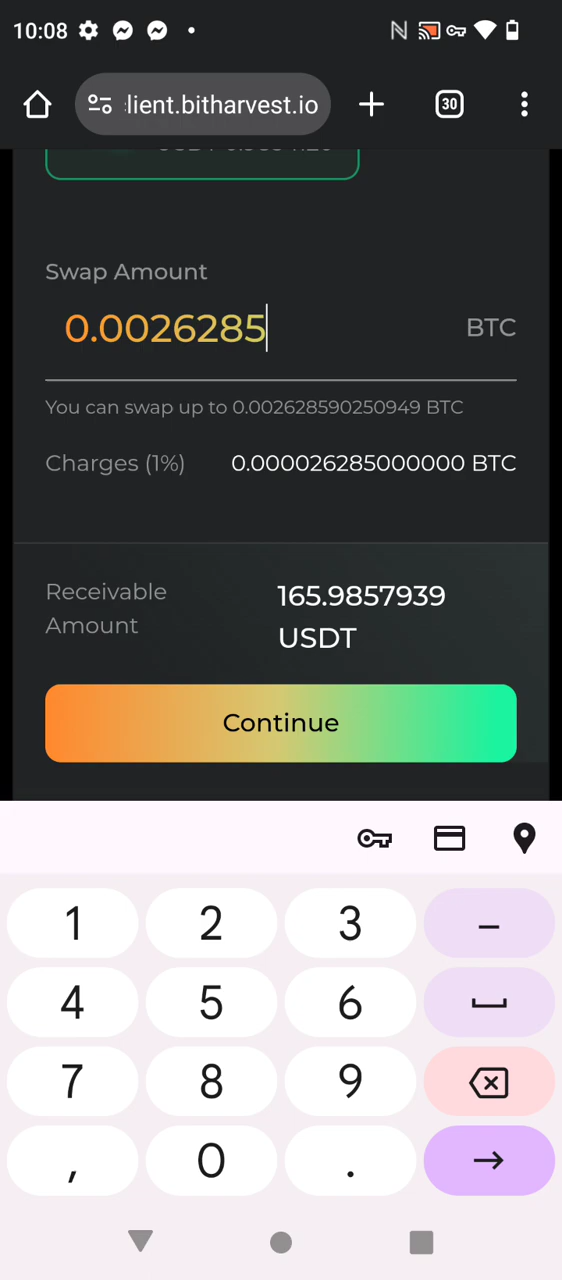 10:08
lient.bitharvest.io
30
Swap Amount
0.0026285 BTC
You can swap up to 0.002628590250949 BTC
Charges (1%) 0.000026285000000 BTC
Receivable Amount
165.9857939 USDT
Continue
1 2 3 –
4 5 6
7 8 9
, 0 .